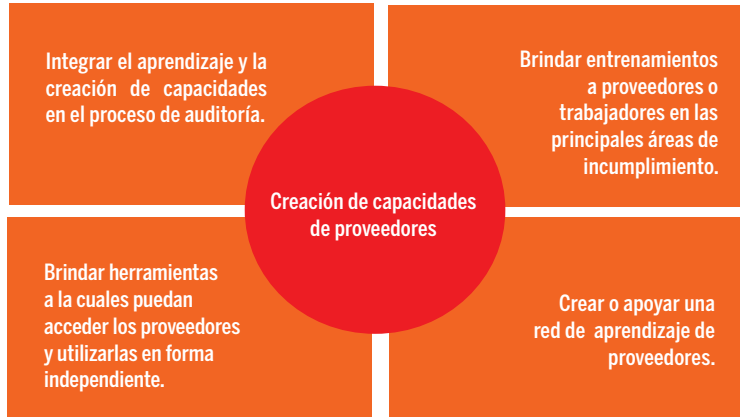 Integrar el aprendizaje y la
creación de capacidades
en el proceso de auditoría.
Brindar entrenamientos
a proveedores o
trabajadores en las
principales áreas de
incumplimiento.
Creación de capacidades
de proveedores
Brindar herramientas
a la cuales puedan
acceder los proveedores
y utilizarlas en forma
independiente.
Crear o apoyar una
red de aprendizaje de
proveedores.